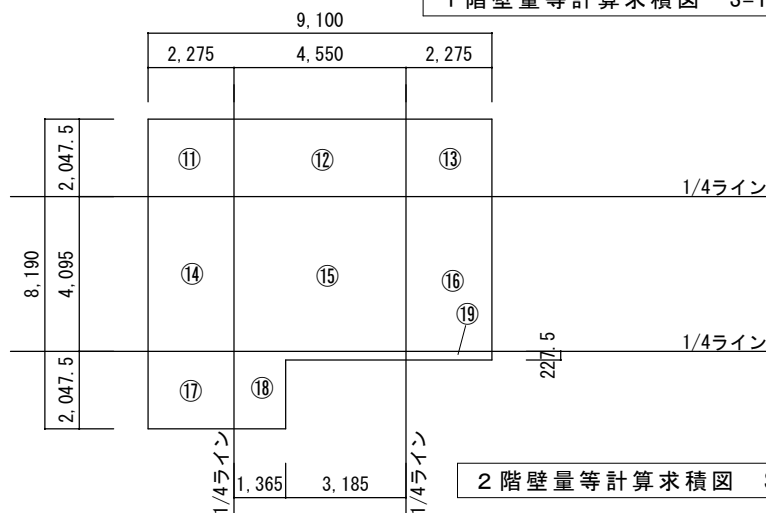 1階壁量等計算求積図 3-1
9,100
2,275 4,550 2,275
2,047.5
⑪ ⑫ ⑬
1/4ライン
8,190
4,095
⑭ ⑮ ⑯
⑲
227.5
1/4ライン
2,047.5
⑰ ⑱
1/4ライン
1/4ライン
1,365 3,185
2階壁量等計算求積図